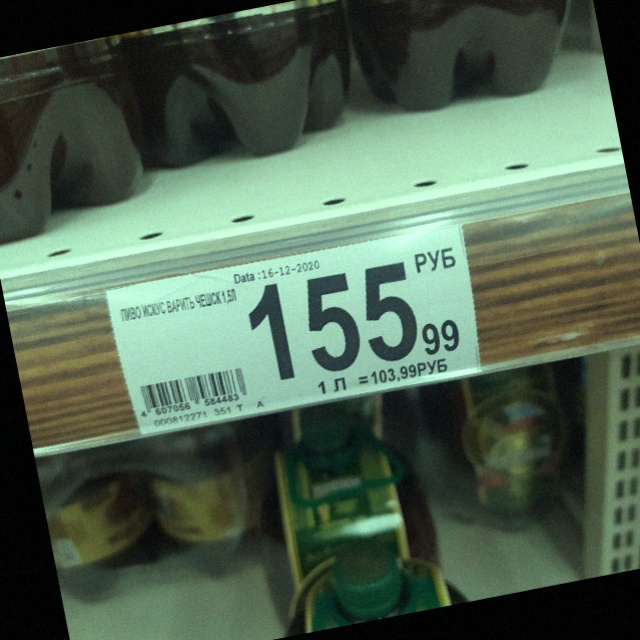 Data :16-12-2020
ПИВО ИСКУС ВАРИТЬ ЧЕШСК 1,5Л
155 99 РУБ
1 Л =103,99РУБ
4 607056 584483
000812271 351 Т А